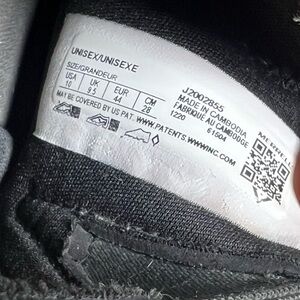 UNISEX/UNISEXE
SIZE/GRANDEUR
USA UK EUR CM
10 9.5 44 28
MAY BE COVERED BY US PAT. WWW.PATENTS.WWWINC.COM
J2002855
MADE IN CAMBODIA
FABRIQUE AU CAMBODGE
1220 61504